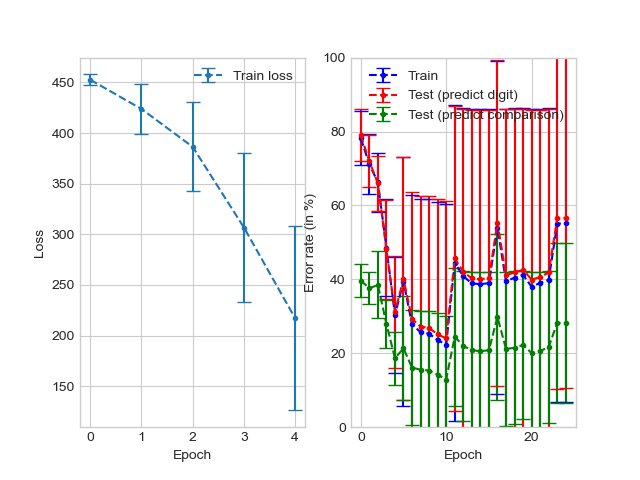 Train loss
450
400
350
300
250
200
150
Loss
0
1
2
3
4
Epoch
Train
Test (predict digit)
Test (predict comparison)
100
80
60
40
20
0
Error rate (in %)
0
10
20
Epoch